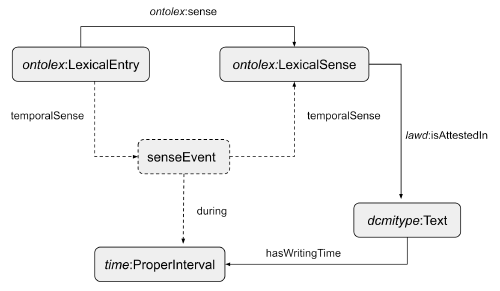 ontolex:sense
ontolex:LexicalEntry
ontolex:LexicalSense
temporalSense
temporalSense
lawd:isAttestedIn
senseEvent
during
dcmitype:Text
hasWritingTime
time:ProperInterval